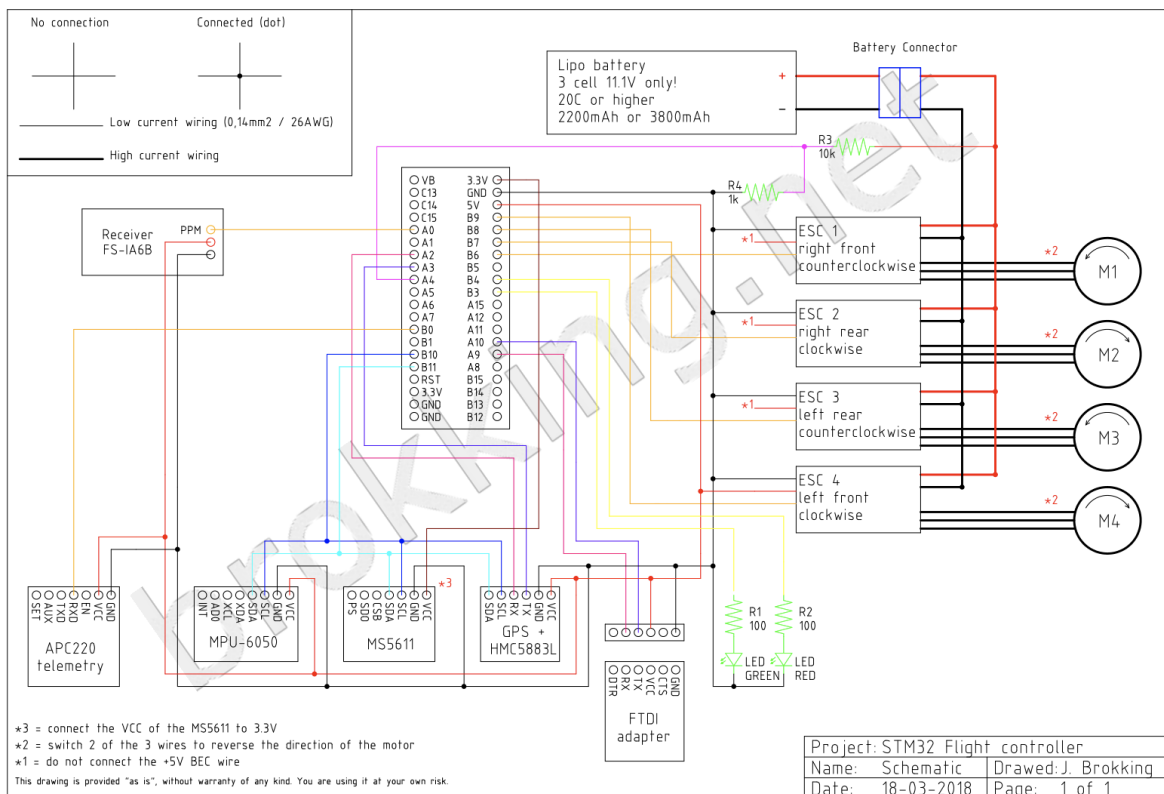 No connection
Connected (dot)
Low current wiring (0,14mm2 / 26AWG)
High current wiring
Battery Connector
Lipo battery
3 cell 11.1V only!
20C or higher
2200mAh or 3800mAh
+
-
R3
10k
R4
1k
Receiver
FS-IA6B
PPM
VB 3.3V
C13 GND
C14 5V
C15 B9
A0 B8
A1 B7
A2 B6
A3 B5
A4 B4
A5 B3
A6 A15
A7 A12
B0 A11
B1 A10
B10 A9
B11 A8
RST B15
3.3V B14
GND B13
GND B12
ESC 1
right front
counterclockwise
*1
*2
M1
ESC 2
right rear
clockwise
*1
*2
M2
ESC 3
left rear
counterclockwise
*1
*2
M3
ESC 4
left front
clockwise
*2
M4
brokking.net
SET
AUX
TXD
RXD
EN
VCC
GND
APC220
telemetry
INT
AD0
XCL
XDA
SDA
SCL
GND
VCC
MPU-6050
PS
SDO
CSB
SDA
SCL
GND
VCC
*3
MS5611
SDA
SCL
RX
TX
GND
VCC
GPS +
HMC5883L
DTR
RX
TX
VCC
CTS
GND
FTDI
adapter
R1
100
R2
100
LED
GREEN
LED
RED
*3 = connect the VCC of the MS5611 to 3.3V
*2 = switch 2 of the 3 wires to reverse the direction of the motor
*1 = do not connect the +5V BEC wire
This drawing is provided "as is", without warranty of any kind. You are using it at your own risk.
Project: STM32 Flight controller
Name: Schematic Drawed: J. Brokking
Date: 18-03-2018 Page: 1 of 1